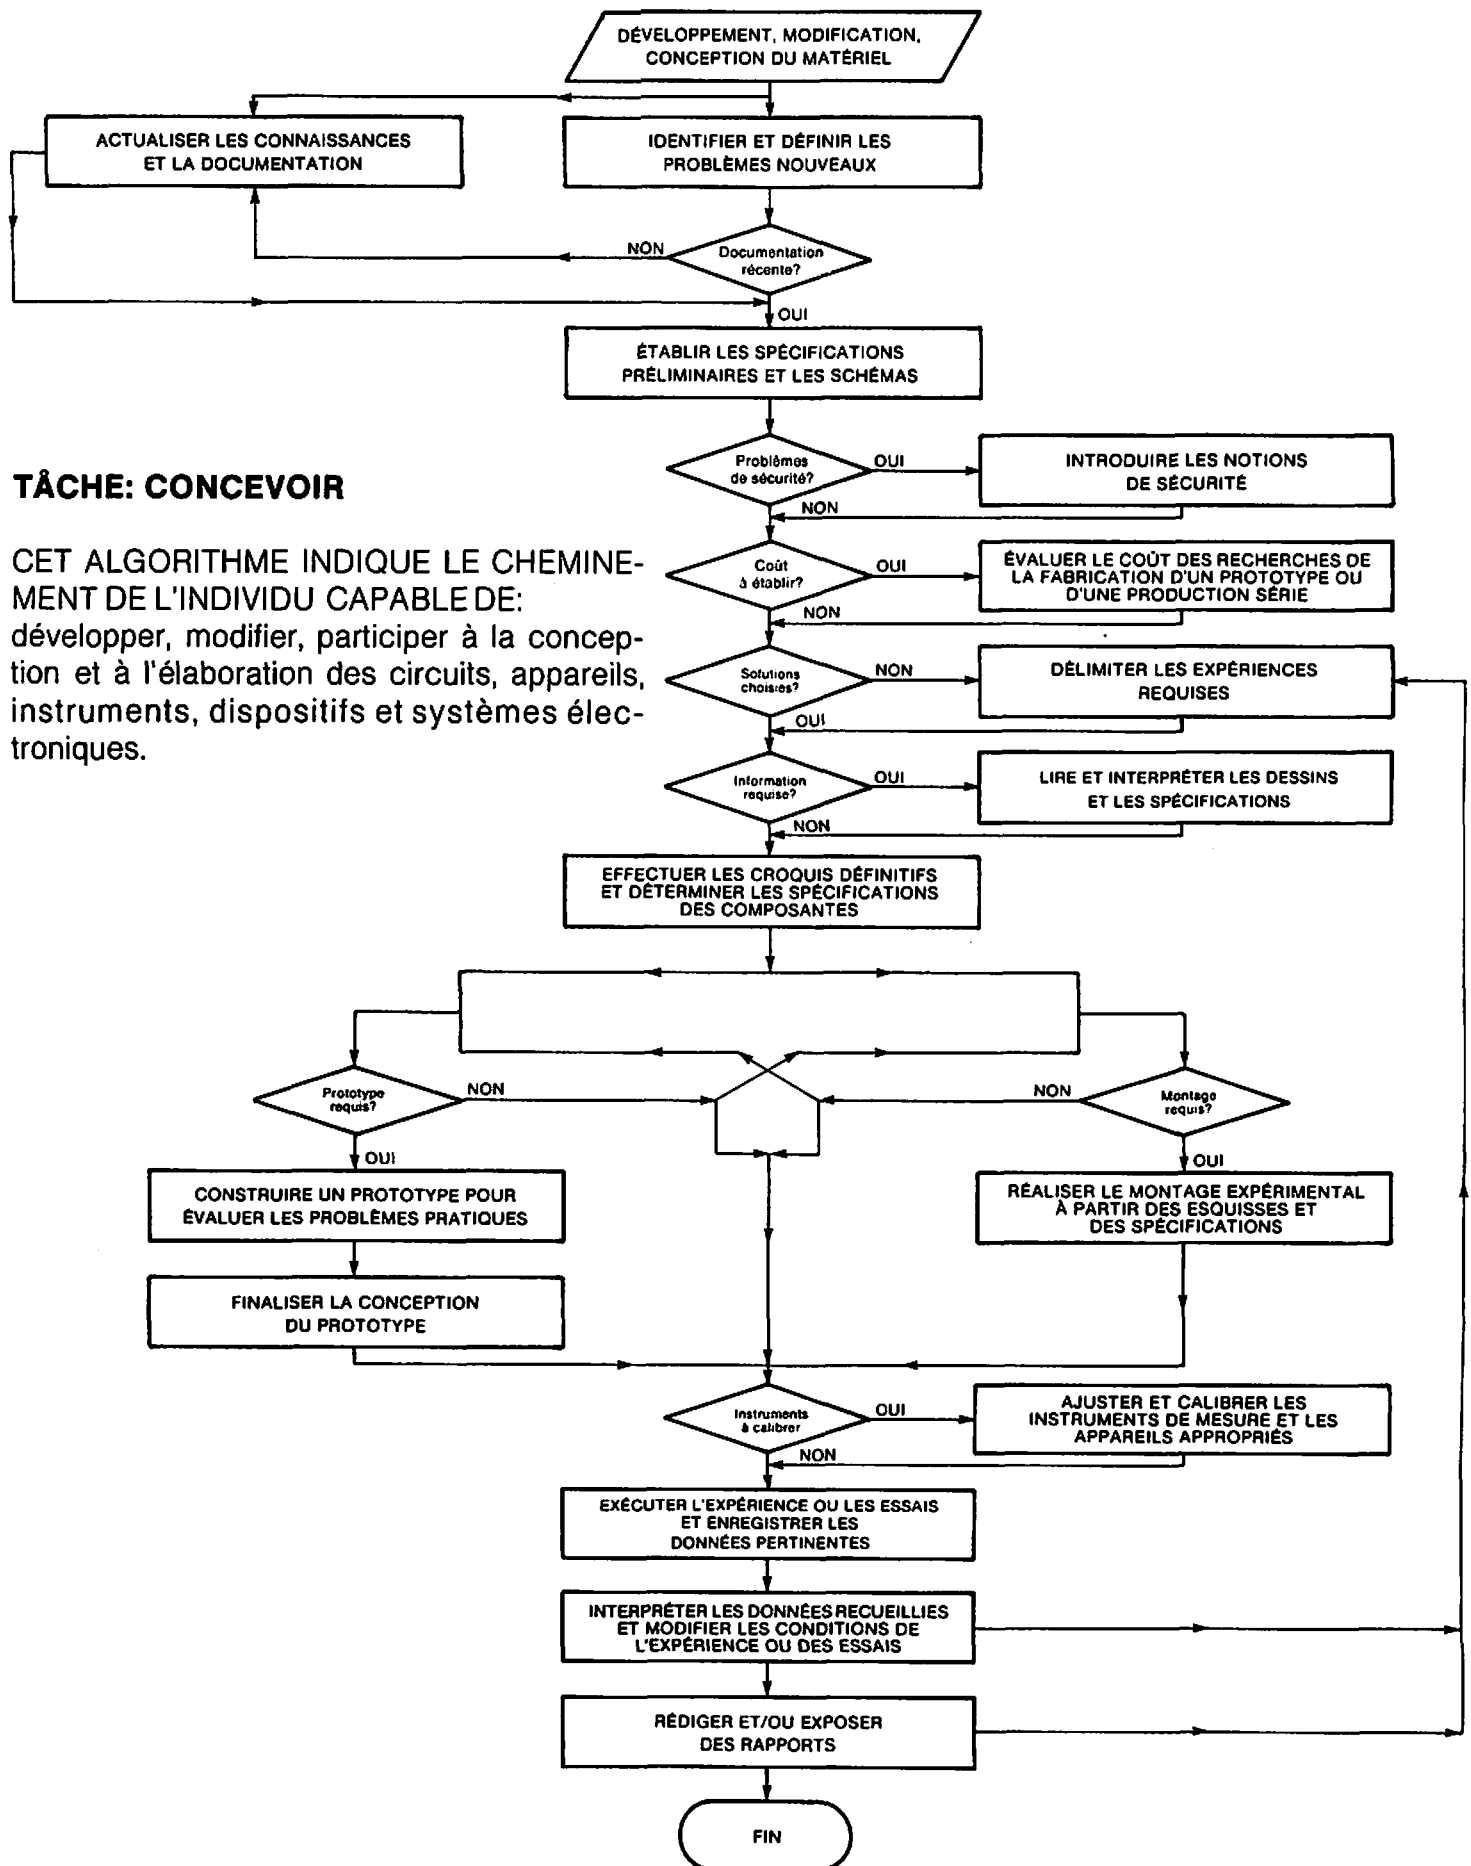 DÉVELOPPEMENT, MODIFICATION,
CONCEPTION DU MATÉRIEL
ACTUALISER LES CONNAISSANCES
ET LA DOCUMENTATION
IDENTIFIER ET DÉFINIR LES
PROBLÈMES NOUVEAUX
NON
Documentation
récente?
OUI
ÉTABLIR LES SPÉCIFICATIONS
PRÉLIMINAIRES ET LES SCHÉMAS
Problèmes
de sécurité?
OUI
INTRODUIRE LES NOTIONS
DE SÉCURITÉ
NON
TÂCHE: CONCEVOIR
CET ALGORITHME INDIQUE LE CHEMINE-
MENT DE L'INDIVIDU CAPABLE DE:
développer, modifier, participer à la concep-
tion et à l'élaboration des circuits, appareils,
instruments, dispositifs et systèmes élec-
troniques.
Coût
à établir?
OUI
ÉVALUER LE COÛT DES RECHERCHES DE
LA FABRICATION D'UN PROTOTYPE OU
D'UNE PRODUCTION SÉRIE
NON
Solutions
choisies?
NON
DÉLIMITER LES EXPÉRIENCES
REQUISES
OUI
Information
requise?
OUI
LIRE ET INTERPRÉTER LES DESSINS
ET LES SPÉCIFICATIONS
NON
EFFECTUER LES CROQUIS DÉFINITIFS
ET DÉTERMINER LES SPÉCIFICATIONS
DES COMPOSANTES
Prototype
requis?
NON
NON
Montage
requis?
OUI
OUI
CONSTRUIRE UN PROTOTYPE POUR
ÉVALUER LES PROBLÈMES PRATIQUES
RÉALISER LE MONTAGE EXPÉRIMENTAL
À PARTIR DES ESQUISSES ET
DES SPÉCIFICATIONS
FINALISER LA CONCEPTION
DU PROTOTYPE
Instruments
à calibrer
OUI
AJUSTER ET CALIBRER LES
INSTRUMENTS DE MESURE ET LES
APPAREILS APPROPRIÉS
NON
EXÉCUTER L'EXPÉRIENCE OU LES ESSAIS
ET ENREGISTRER LES
DONNÉES PERTINENTES
INTERPRÉTER LES DONNÉES RECUEILLIES
ET MODIFIER LES CONDITIONS DE
L'EXPÉRIENCE OU DES ESSAIS
RÉDIGER ET/OU EXPOSER
DES RAPPORTS
FIN